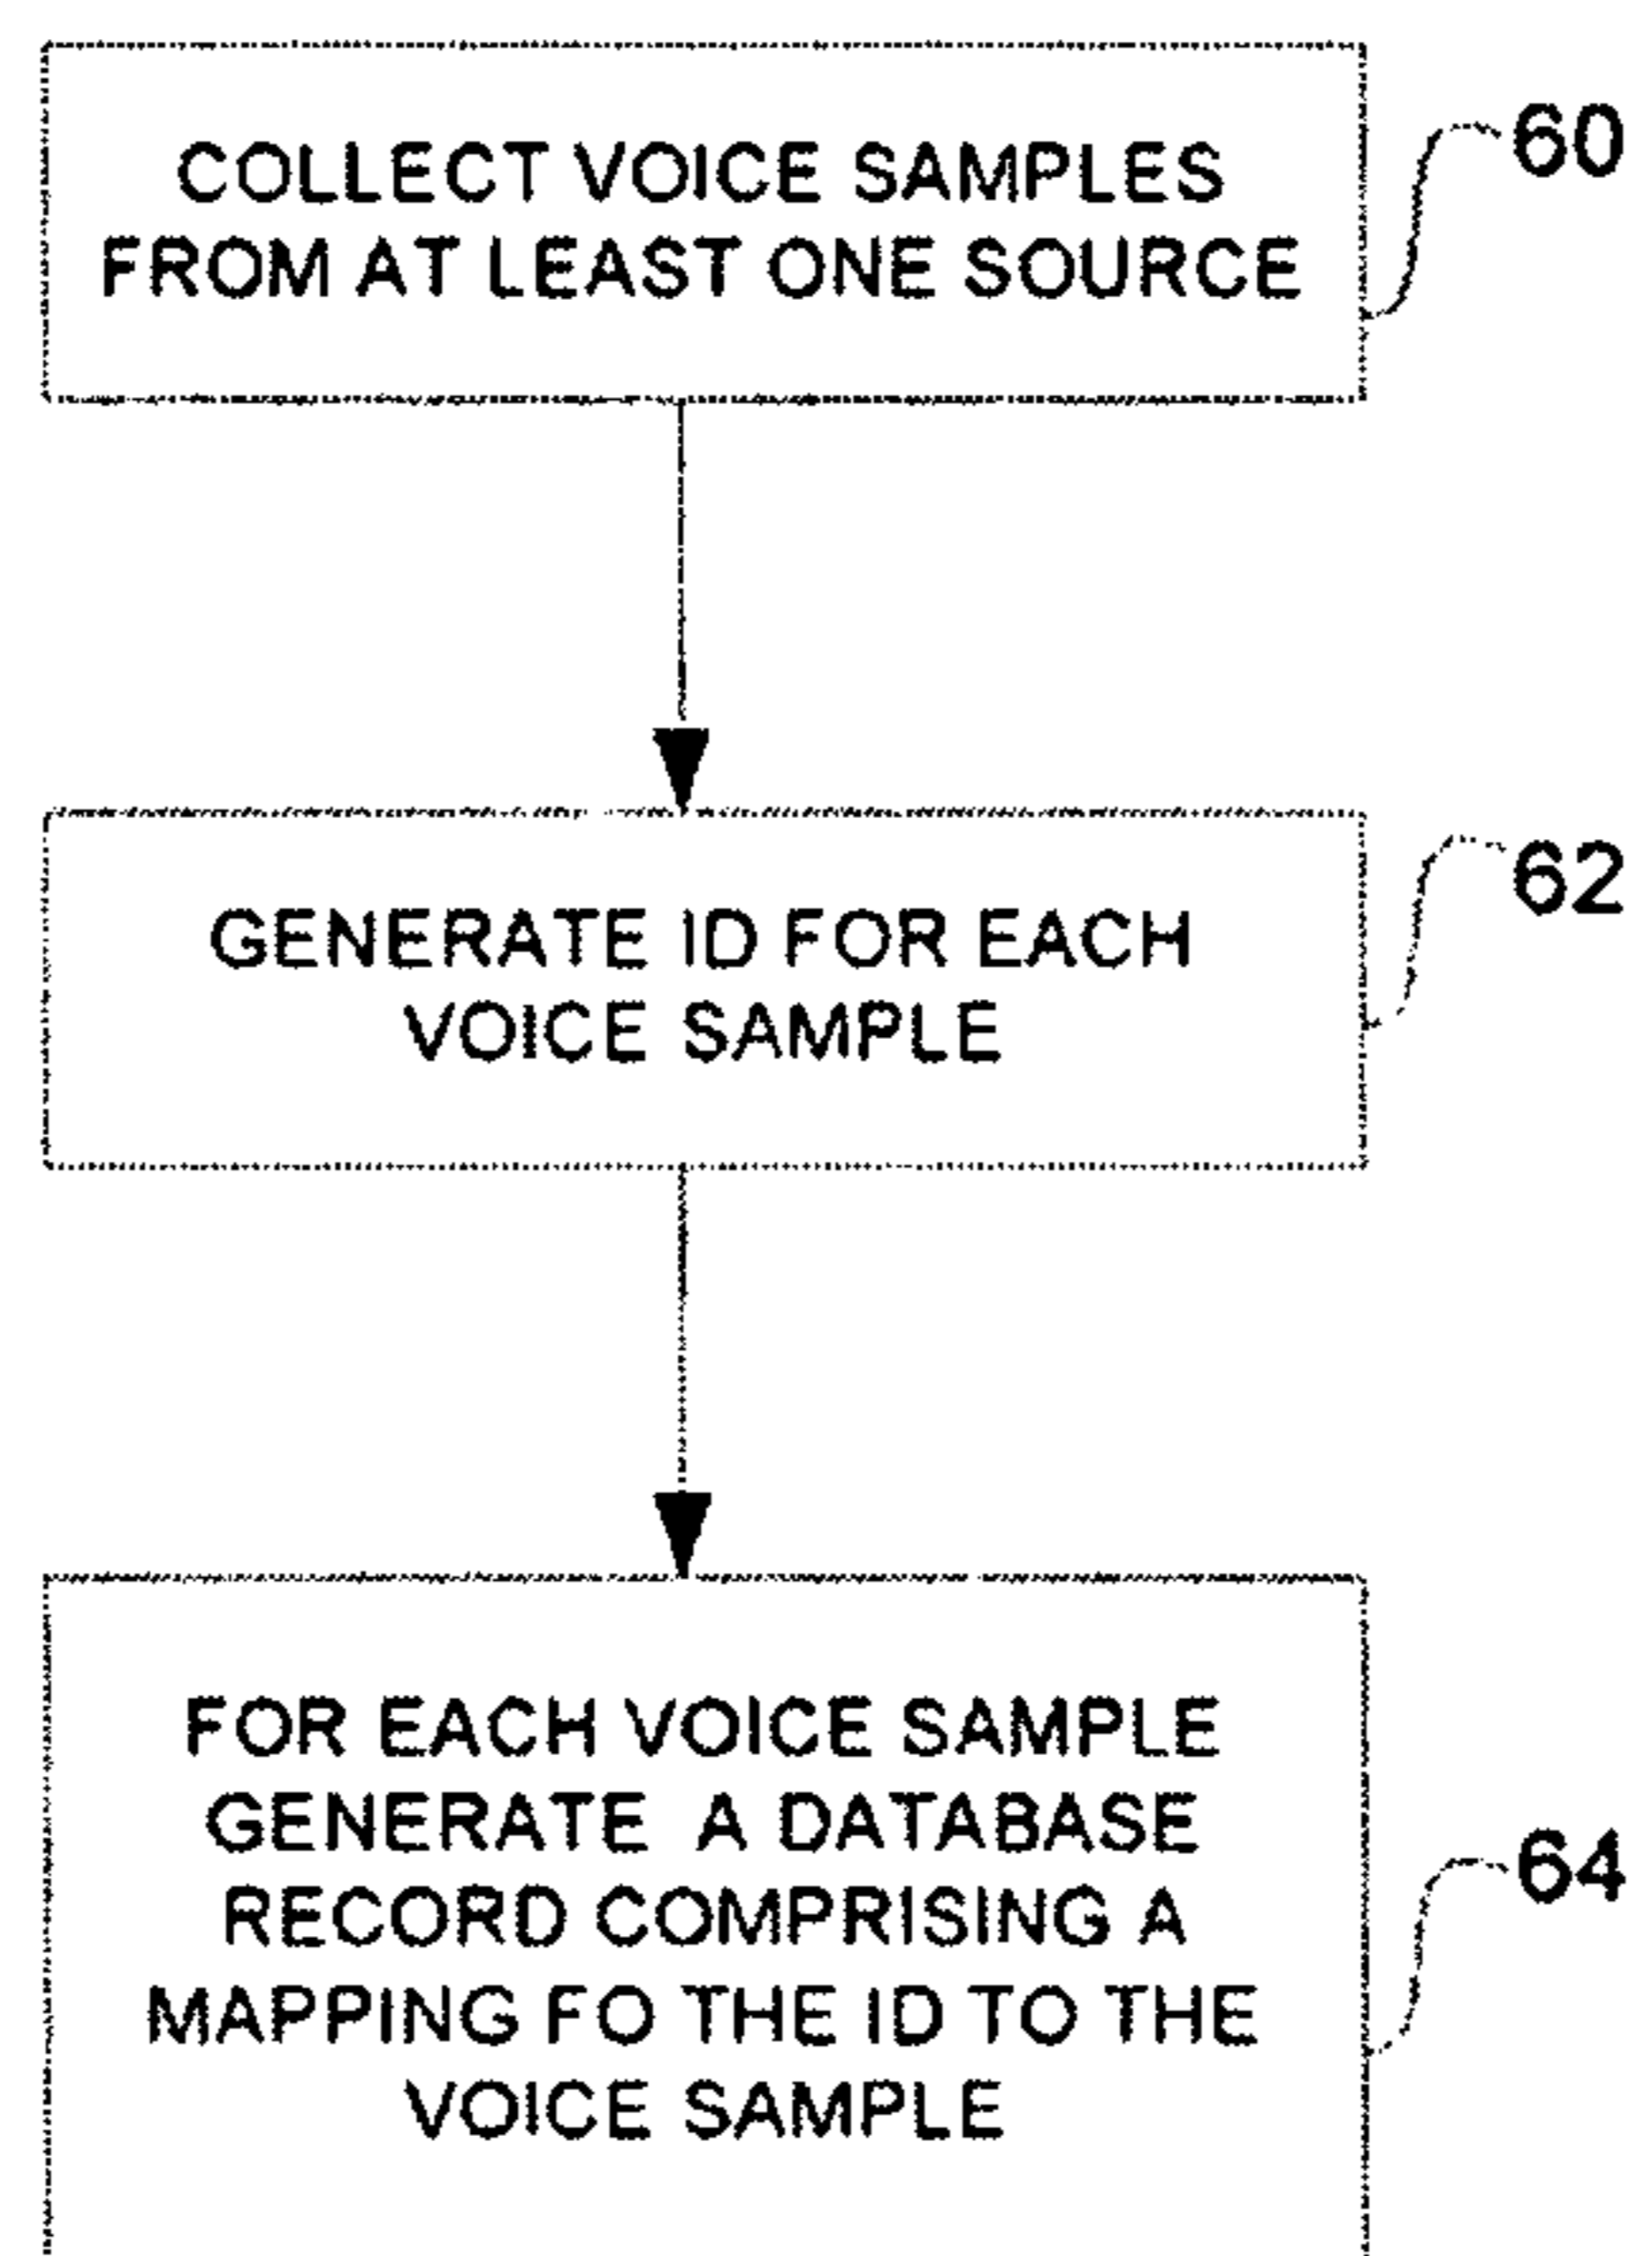 COLLECT VOICE SAMPLES
FROM AT LEAST ONE SOURCE
60
GENERATE ID FOR EACH
VOICE SAMPLE
62
FOR EACH VOICE SAMPLE
GENERATE A DATABASE
RECORD COMPRISING A
MAPPING FO THE ID TO THE
VOICE SAMPLE
64